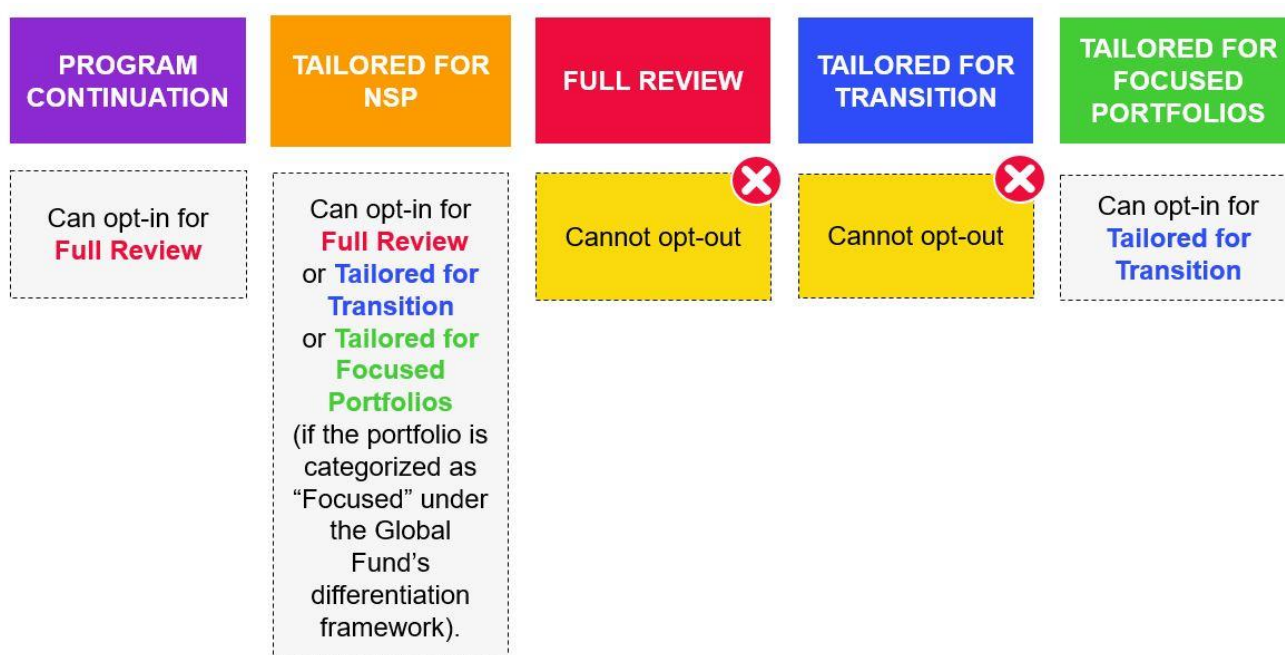 PROGRAM
CONTINUATION
TAILORED FOR
NSP
FULL REVIEW
TAILORED FOR
TRANSITION
TAILORED FOR
FOCUSED
PORTFOLIOS
Can opt-in for
Full Review
Can opt-in for
Full Review
or Tailored for
Transition
or Tailored for
Focused
Portfolios
(if the portfolio is
categorized as
“Focused” under
the Global
Fund’s
differentiation
framework).
Cannot opt-out
Cannot opt-out
Can opt-in for
Tailored for
Transition